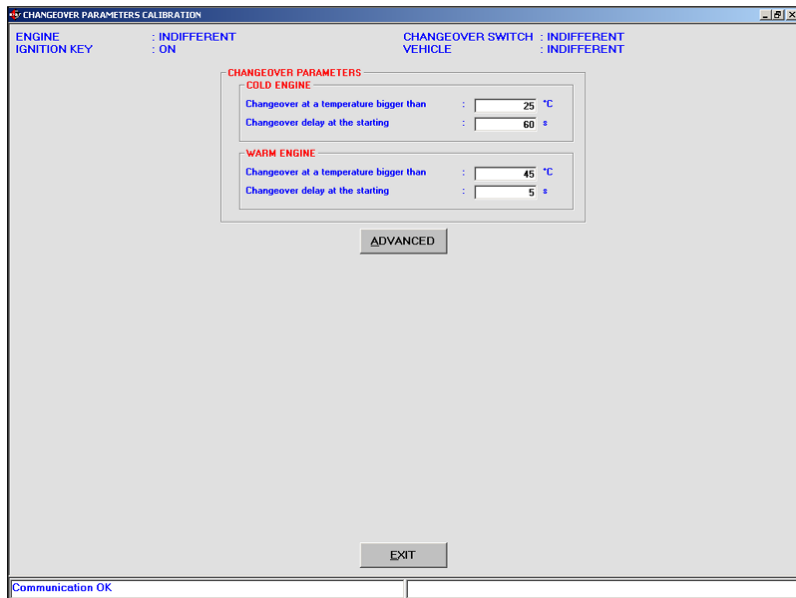 CHANGEOVER PARAMETERS CALIBRATION
ENGINE : INDIFFERENT CHANGEOVER SWITCH : INDIFFERENT
IGNITION KEY : ON VEHICLE : INDIFFERENT
CHANGEOVER PARAMETERS
COLD ENGINE
Changeover at a temperature bigger than : 25 °C
Changeover delay at the starting : 60 s
WARM ENGINE
Changeover at a temperature bigger than : 45 °C
Changeover delay at the starting : 5 s
ADVANCED
EXIT
Communication OK